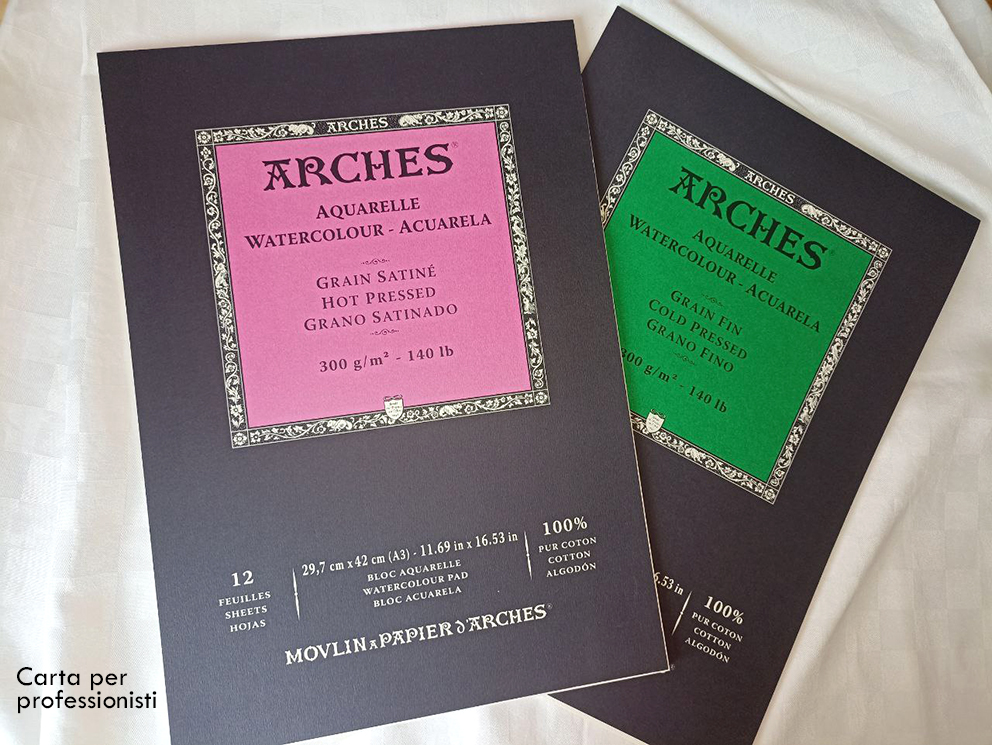 ARCHES
ARCHES®
AQUARELLE
WATERCOLOUR - ACUARELA
GRAIN SATINÉ
HOT PRESSED
GRANO SATINADO
300 g/m² - 140 lb
12
FEUILLES
SHEETS
HOJAS
29,7 cm x 42 cm (A3) - 11.69 in x 16.53 in
BLOC AQUARELLE
WATERCOLOUR PAD
BLOC ACUARELA
100%
PUR COTON
COTTON
ALGODÓN
MOVLIN A PAPIER d'ARCHES®
ARCHES
ARCHES®
AQUARELLE
WATERCOLOUR - ACUARELA
GRAIN FIN
COLD PRESSED
GRANO FINO
300 g/m² - 140 lb
6.53 in
100%
PUR COTON
COTTON
ALGODÓN
Carta per
professionisti